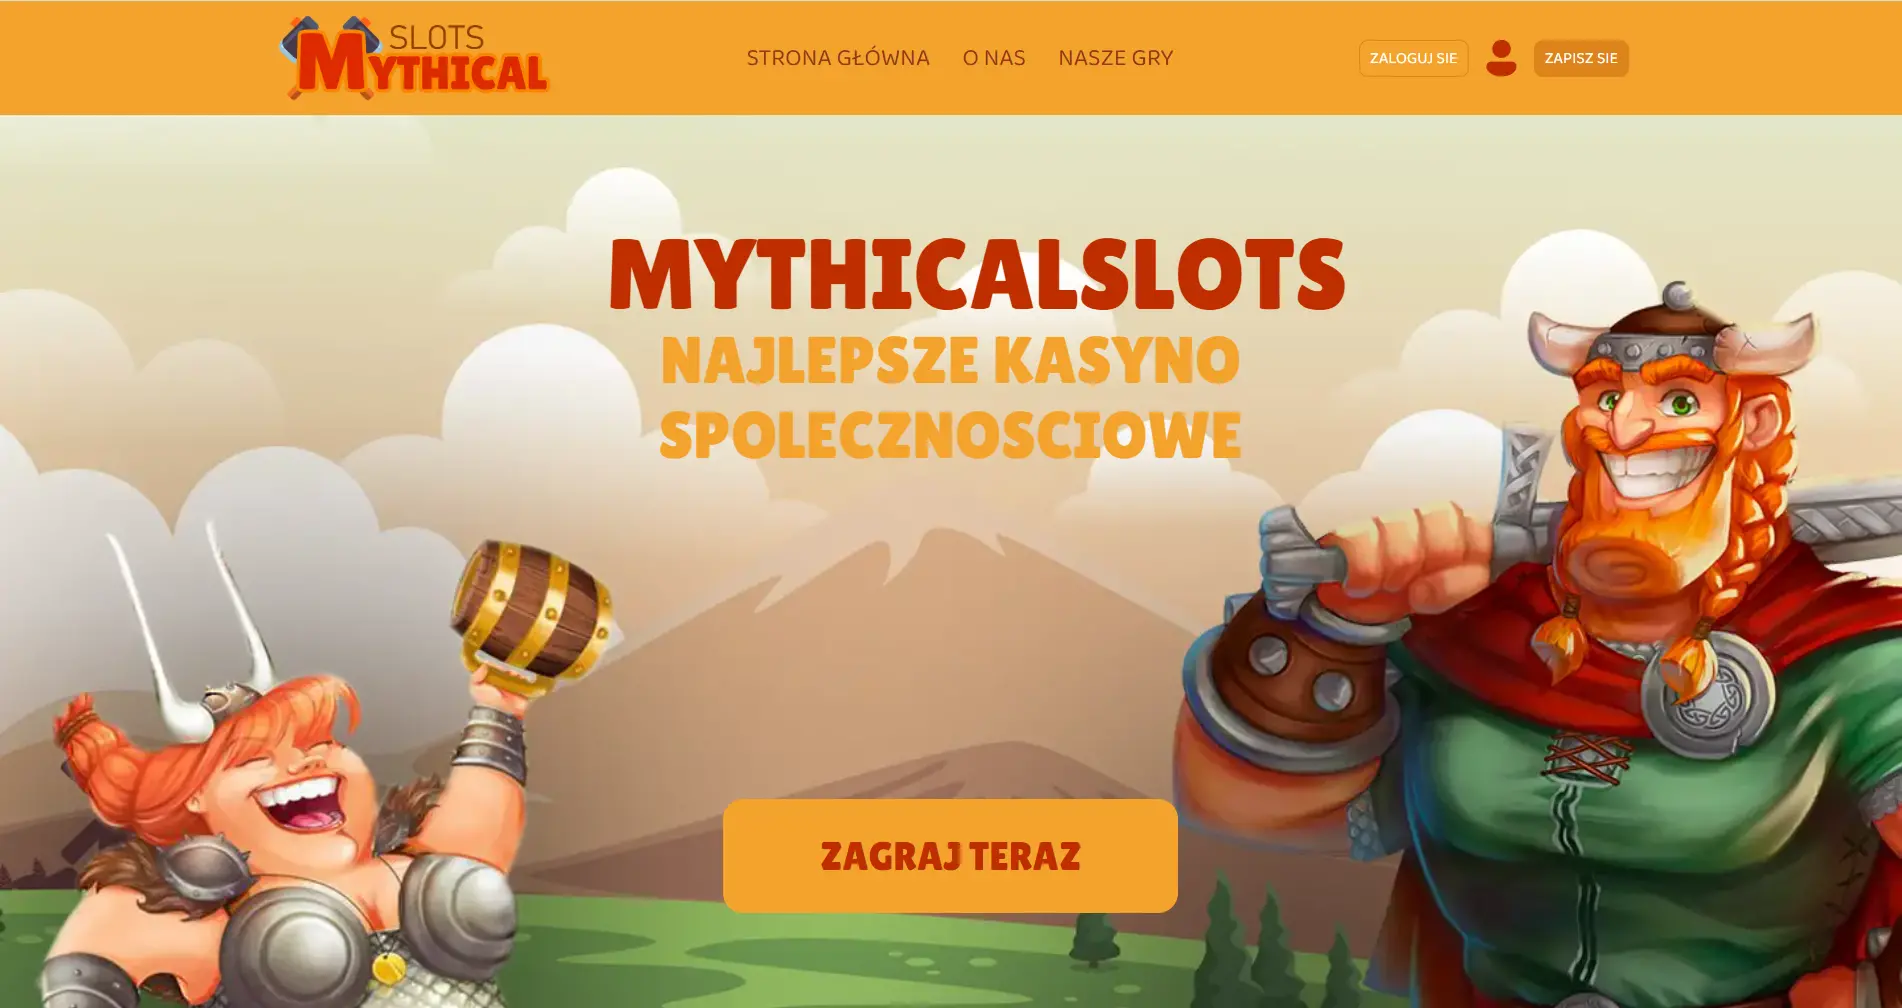 SLOTS
MYTHICAL
STRONA GŁÓWNA
O NAS
NASZE GRY
ZALOGUJ SIE
ZAPISZ SIE
MYTHICALSLOTS
NAJLEPSZE KASYNO
SPOLECZNOSCIOWE
ZAGRAJ TERAZ